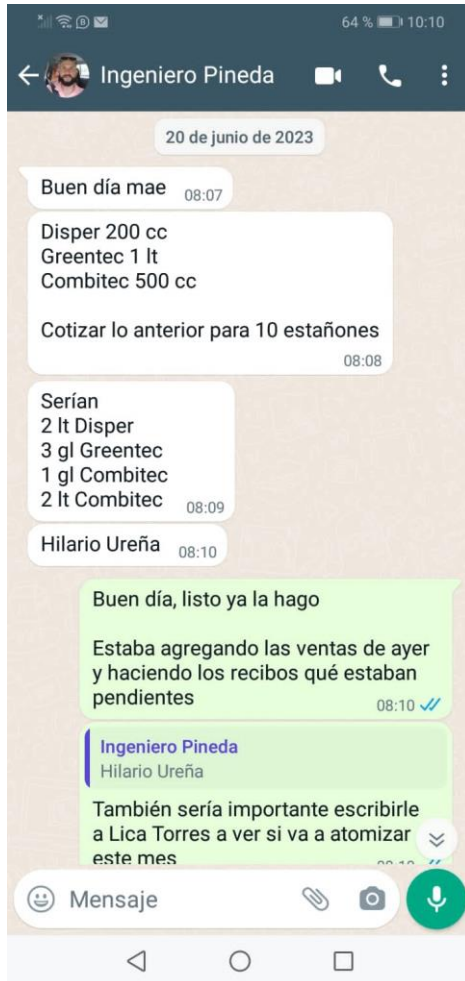 64 % 10:10
Ingeniero Pineda
20 de junio de 2023
Buen día mae 08:07
Disper 200 cc
Greentec 1 lt
Combitec 500 cc
Cotizar lo anterior para 10 estañones
08:08
Serían
2 lt Disper
3 gl Greentec
1 gl Combitec
2 lt Combitec 08:09
Hilario Ureña 08:10
Buen día, listo ya la hago
Estaba agregando las ventas de ayer
y haciendo los recibos qué estaban
pendientes 08:10
Ingeniero Pineda
Hilario Ureña
También sería importante escribirle
a Lica Torres a ver si va a atomizar
este mes
Mensaje